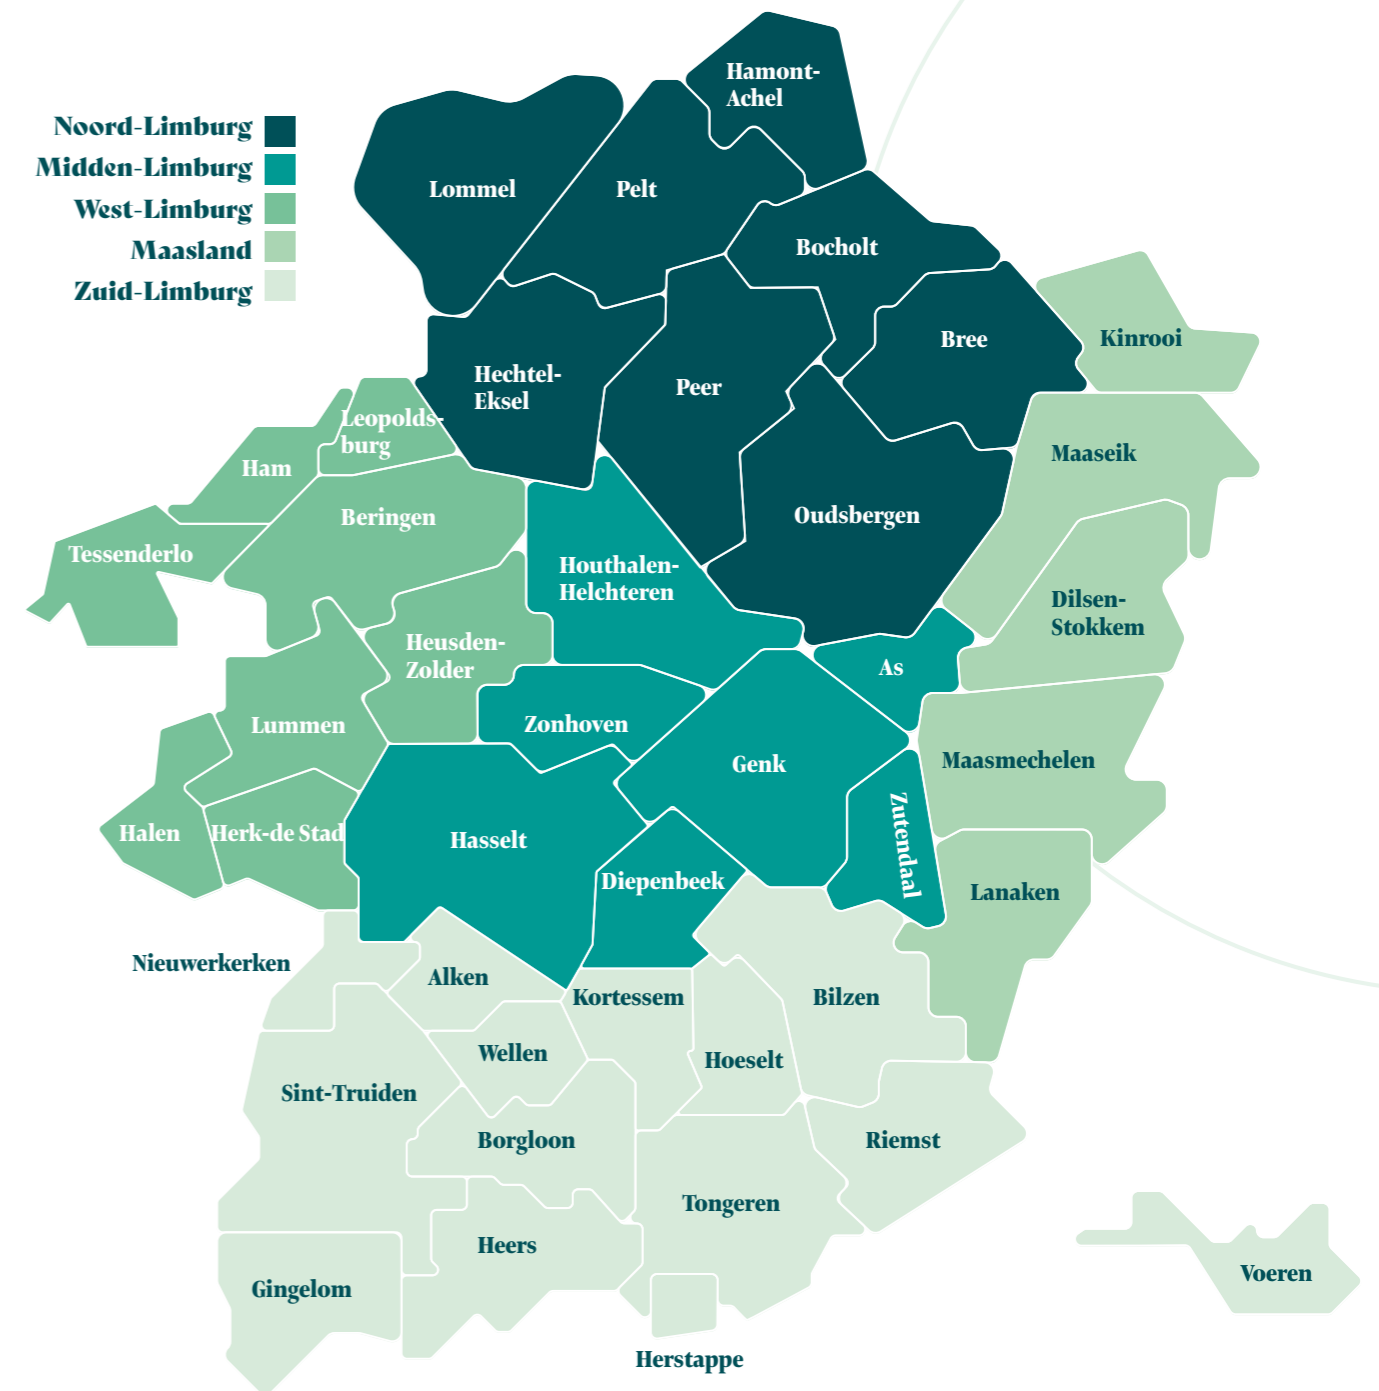 Noord-Limburg
Midden-Limburg
West-Limburg
Maasland
Zuid-Limburg
Hamont-
Achel
Lommel
Pelt
Bocholt
Bree
Kinrooi
Hechtel-
Eksel
Peer
Leopolds-
burg
Ham
Maaseik
Beringen
Oudsbergen
Tessenderlo
Houthalen-
Helchteren
Dilsen-
Stokkem
Heusden-
Zolder
As
Lummen
Zonhoven
Genk
Maasmechelen
Halen
Herk-de Stad
Hasselt
Zutendaal
Diepenbeek
Lanaken
Nieuwerkerken
Alken
Kortessem
Bilzen
Wellen
Hoeselt
Sint-Truiden
Borgloon
Riemst
Tongeren
Heers
Gingelom
Voeren
Herstappe